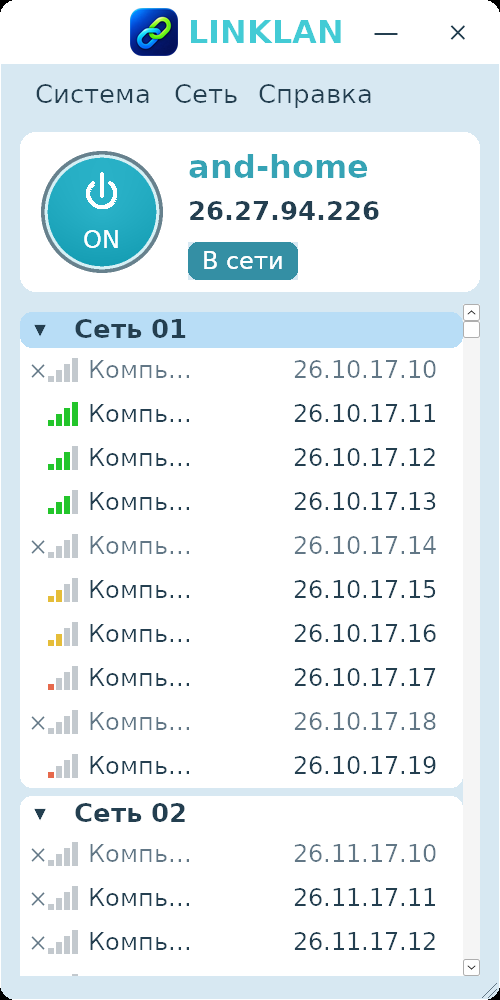 LINKLAN
Система Сеть Справка
and-home
26.27.94.226
ON
В сети
Сеть 01
Компь... 26.10.17.10
Компь... 26.10.17.11
Компь... 26.10.17.12
Компь... 26.10.17.13
Компь... 26.10.17.14
Компь... 26.10.17.15
Компь... 26.10.17.16
Компь... 26.10.17.17
Компь... 26.10.17.18
Компь... 26.10.17.19
Сеть 02
Компь... 26.11.17.10
Компь... 26.11.17.11
Компь... 26.11.17.12